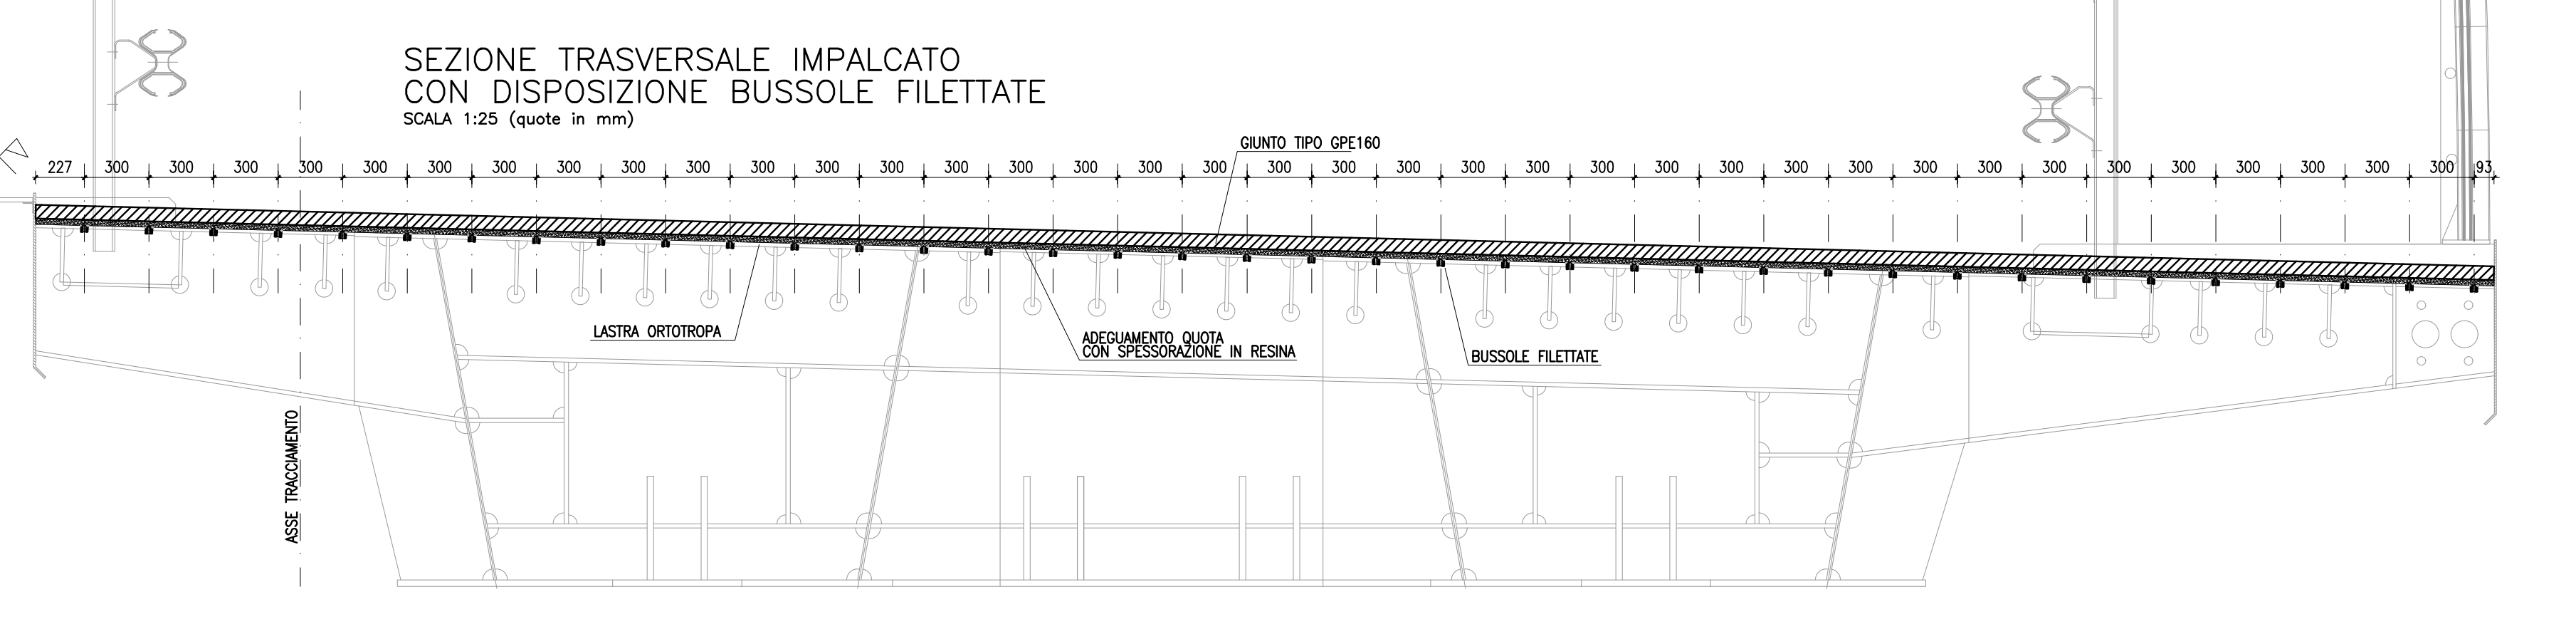 SEZIONE TRASVERSALE IMPALCATO
CON DISPOSIZIONE BUSSOLE FILETTATE
SCALA 1:25 (quote in mm)
GIUNTO TIPO GPE160
227 300 300 300 300 300 300 300 300 300 300 300 300 300 300 300 300 300 300 300 300 300 300 300 300 300 300 300 300 300 300 300 300 300 300 300 300 300 93
LASTRA ORTOTROPA
ADEGUAMENTO QUOTA
CON SPESSORAZIONE IN RESINA
BUSSOLE FILETTATE
ASSE TRACCIAMENTO